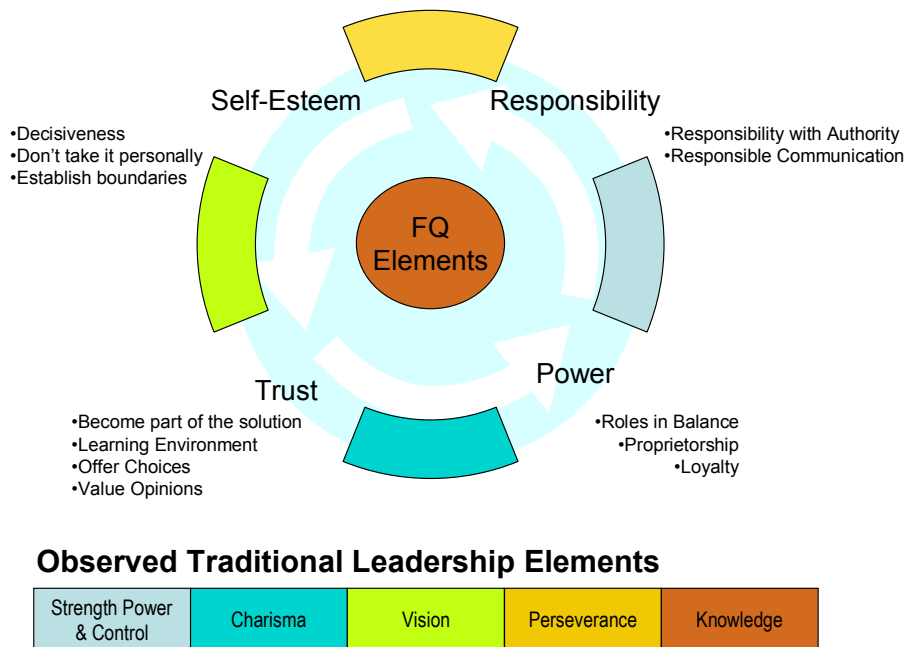 Self-Esteem
Responsibility
•Decisiveness
•Don't take it personally
•Establish boundaries
•Responsibility with Authority
•Responsible Communication
FQ
Elements
Trust
Power
•Become part of the solution
•Learning Environment
•Offer Choices
•Value Opinions
•Roles in Balance
•Proprietorship
•Loyalty
Observed Traditional Leadership Elements
Strength Power
& Control
Charisma
Vision
Perseverance
Knowledge